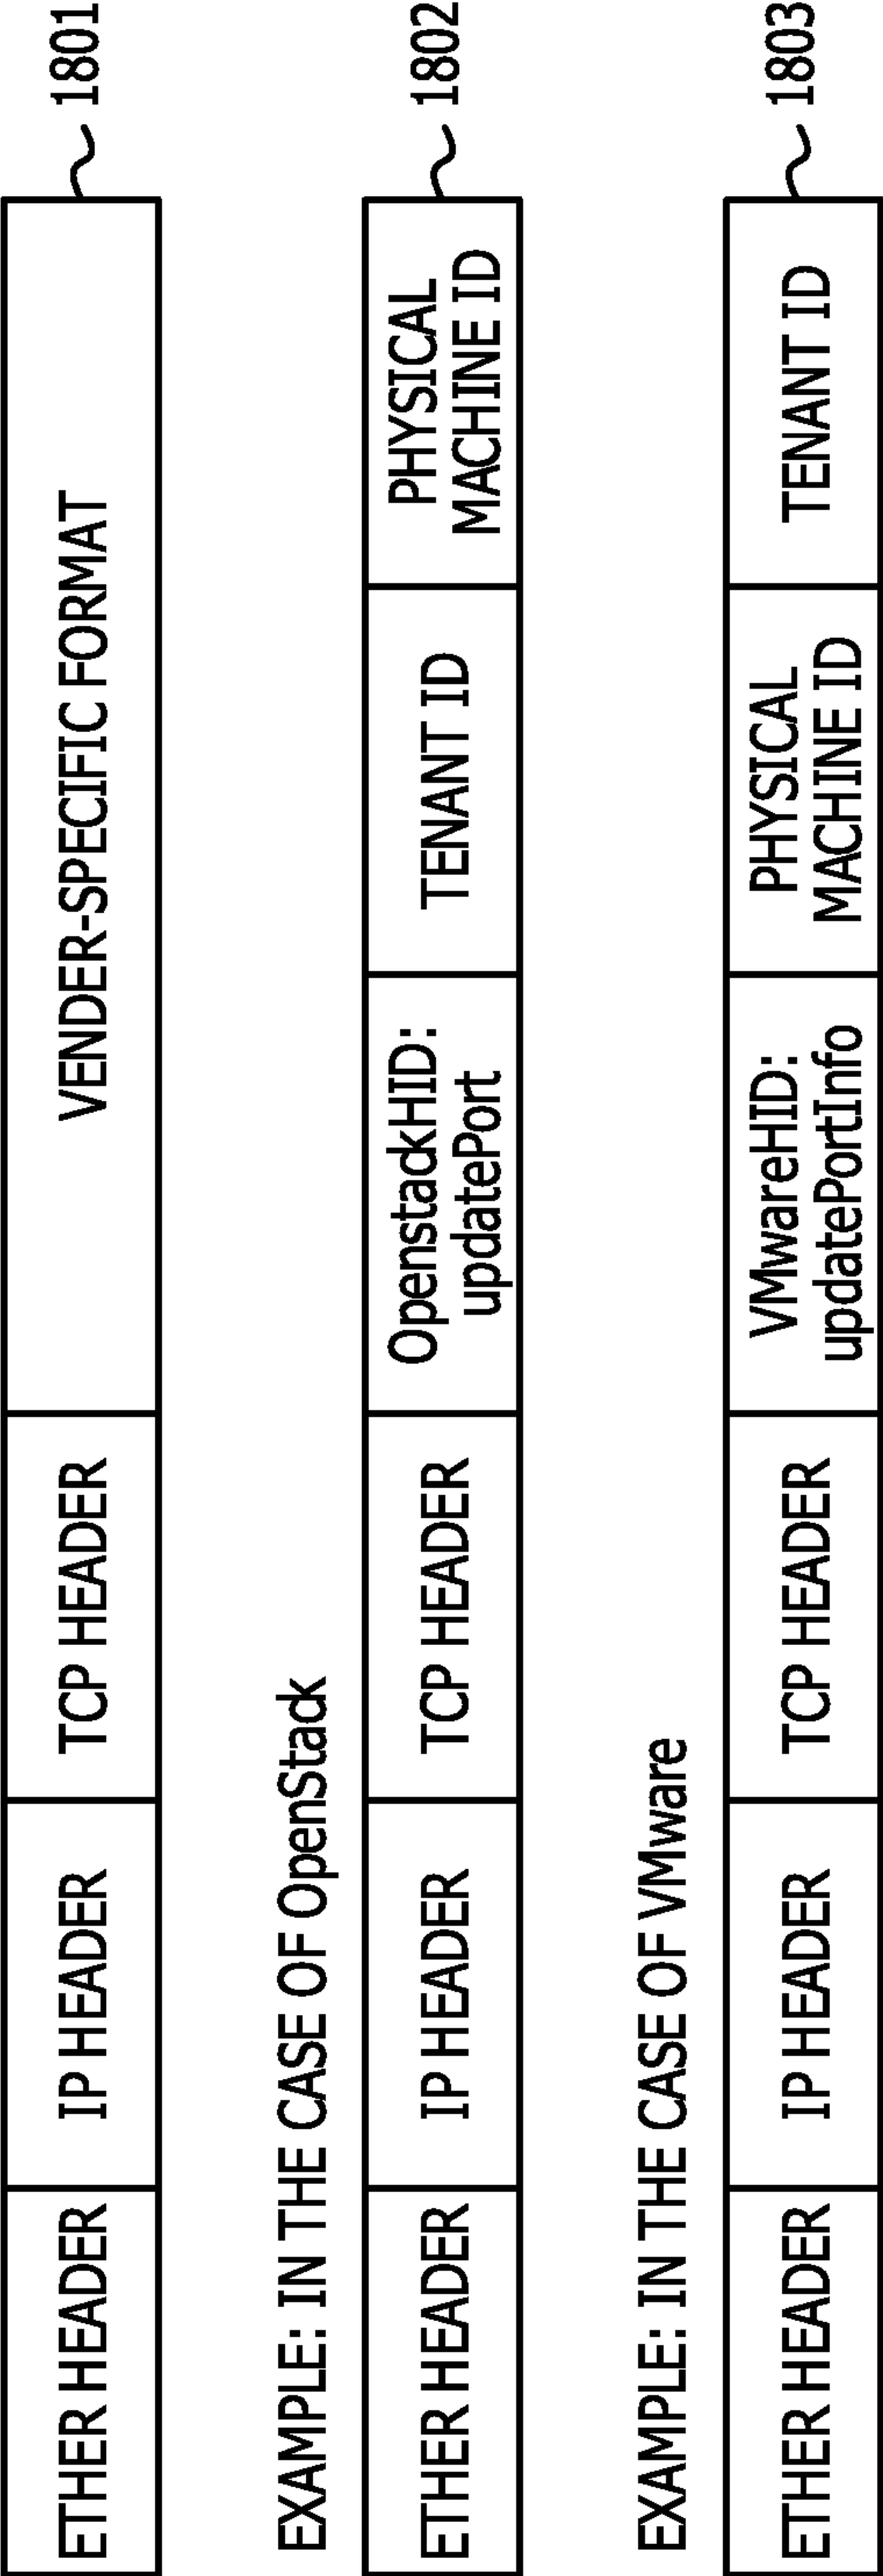 ETHER HEADER
IP HEADER
TCP HEADER
VENDER-SPECIFIC FORMAT
1801
EXAMPLE: IN THE CASE OF OpenStack
ETHER HEADER
IP HEADER
TCP HEADER
OpenstackHID:
updatePort
TENANT ID
PHYSICAL
MACHINE ID
1802
EXAMPLE: IN THE CASE OF VMware
ETHER HEADER
IP HEADER
TCP HEADER
VMwareHID:
updatePortInfo
PHYSICAL
MACHINE ID
TENANT ID
1803